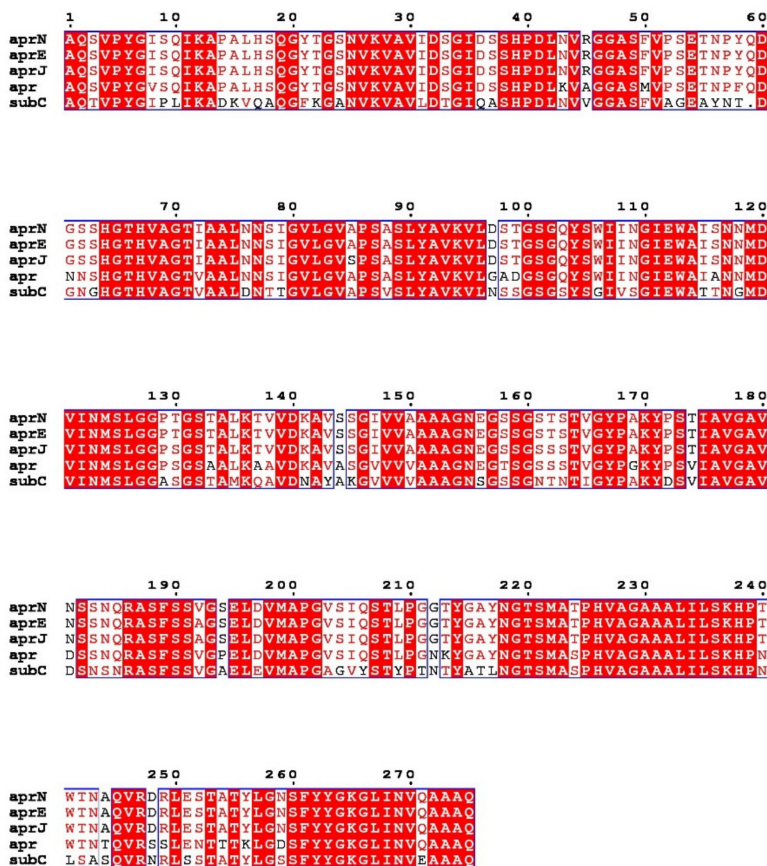 1 10 20 30 40 50 60
aprN AQSVPYGISQIKAPALHSQGYTGSNVKVAVIDSGIDSSHPDLNVRGGASFVPSETNPYQD
aprE AQSVPYGISQIKAPALHSQGYTGSNVKVAVIDSGIDSSHPDLNVRGGASFVPSETNPYQD
aprJ AQSVPYGISQIKAPALHSQGYTGSNVKVAVIDSGIDSSHPDLNVRGGASFVPSETNPYQD
apr AQSVPYGVSQIKAPALHSQGYTGSNVKVAVIDSGIDSSHPDLKVAGGASMVPSETNPFQD
subC AQTVPYGIPLIKADKVQAQGFKGANVKVAVLDTGIQASHPDLNVVGGASFVAGEAYNT.D
70 80 90 100 110 120
aprN GSSHGTHVAGTIAALNNSIGVLGVAPSASLYAVKVLDSTGSGQYSWIINGIEWAISNNMD
aprE GSSHGTHVAGTIAALNNSIGVLGVAPSASLYAVKVLDSTGSGQYSWIINGIEWAISNNMD
aprJ GSSHGTHVAGTIAALNNSIGVLGVSPSASLYAVKVLDSTGSGQYSWIINGIEWAISNNMD
apr NNSHGTHVAGTVAALNNSIGVLGVAPSASLYAVKVLGADGSGQYSWIINGIEWAIANNMD
subC GNGHGTHVAGTVAALDNTTGVLGVAPSVSLYAVKVLNSSGSGSYSGIVSGIEWATTNGMD
130 140 150 160 170 180
aprN VINMSLGGPTGSTALKTVVDKAVSSGIVVAAAAGNEGSSGSTSTVGYPAKYPSTIAVGAV
aprE VINMSLGGPTGSTALKTVVDKAVSSGIVVAAAAGNEGSSGSTSTVGYPAKYPSTIAVGAV
aprJ VINMSLGGPSGSTALKTVVDKAVSSGIVVAAAAGNEGSSGSSSTVGYPAKYPSTIAVGAV
apr VINMSLGGPSGSAALKAAVDKAVASGVVVVAAAGNEGTSGSSSTVGYPGKYPSVIAVGAV
subC VINMSLGGASGSTAMKQAVDNAYAKGVVVVAAAGNSGSSGNTNTIGYPAKYDSVIAVGAV
190 200 210 220 230 240
aprN NSSNQRASFSSVGSELDVMAPGVSIQSTLPGGTYGAYNGTSMATPHVAGAAALILSKHPT
aprE NSSNQRASFSSAGSELDVMAPGVSIQSTLPGGTYGAYNGTSMATPHVAGAAALILSKHPT
aprJ NSSNQRASFSSAGSELDVMAPGVSIQSTLPGGTYGAYNGTSMATPHVAGAAALILSKHPT
apr DSSNQRASFSSVGPELDVMAPGVSIQSTLPGNKYGAYNGTSMASPHVAGAAALILSKHPN
subC DSNSNRASFSSVGAELEVMAPGAGVYSTYPTNTYATLNGTSMASPHVAGAAALILSKHPN
250 260 270
aprN WTNAQVRDRLESTATYLGNSFYYGKGLINVQAAAQ
aprE WTNAQVRDRLESTATYLGNSFYYGKGLINVQAAAQ
aprJ WTNAQVRDRLESTATYLGNSFYYGKGLINVQAAAQ
apr WTNTQVRSSLENTTTKLGDSFYYGKGLINVQAAAQ
subC LSASQVRNRLSSTATYLGSSFYYGKGLINVEAAAQ